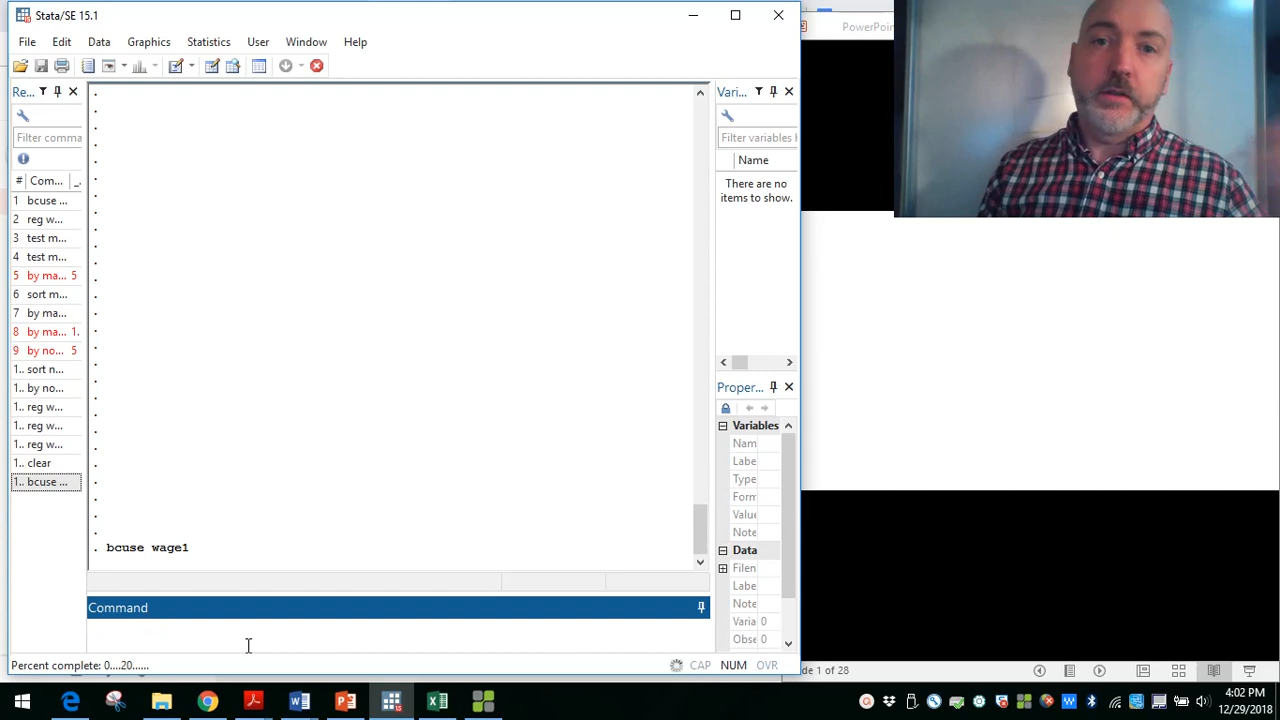 Stata/SE 15.1
PowerPoin
File Edit Data Graphics Statistics User Window Help
Re...
Vari...
Filter comma
Filter variables h
# Com... _.
Name
There are no
items to show.
1 bcuse ...
2 reg w...
3 test m...
4 test m...
5 by ma... 5
6 sort m...
7 by ma...
8 by ma... 1.
9 by no... 5
1.. sort n...
1.. by no...
1.. reg w...
1.. reg w...
1.. reg w...
1.. clear
1.. bcuse ...
Proper...
Variables
Nam
Labe
Type
Form
Value
Note
Data
Filen
Labe
Note
Varia 0
Obse 0
. bcuse wage1
Command
Percent complete: 0....20......
CAP NUM OVR
de 1 of 28
4:02 PM
12/29/2018